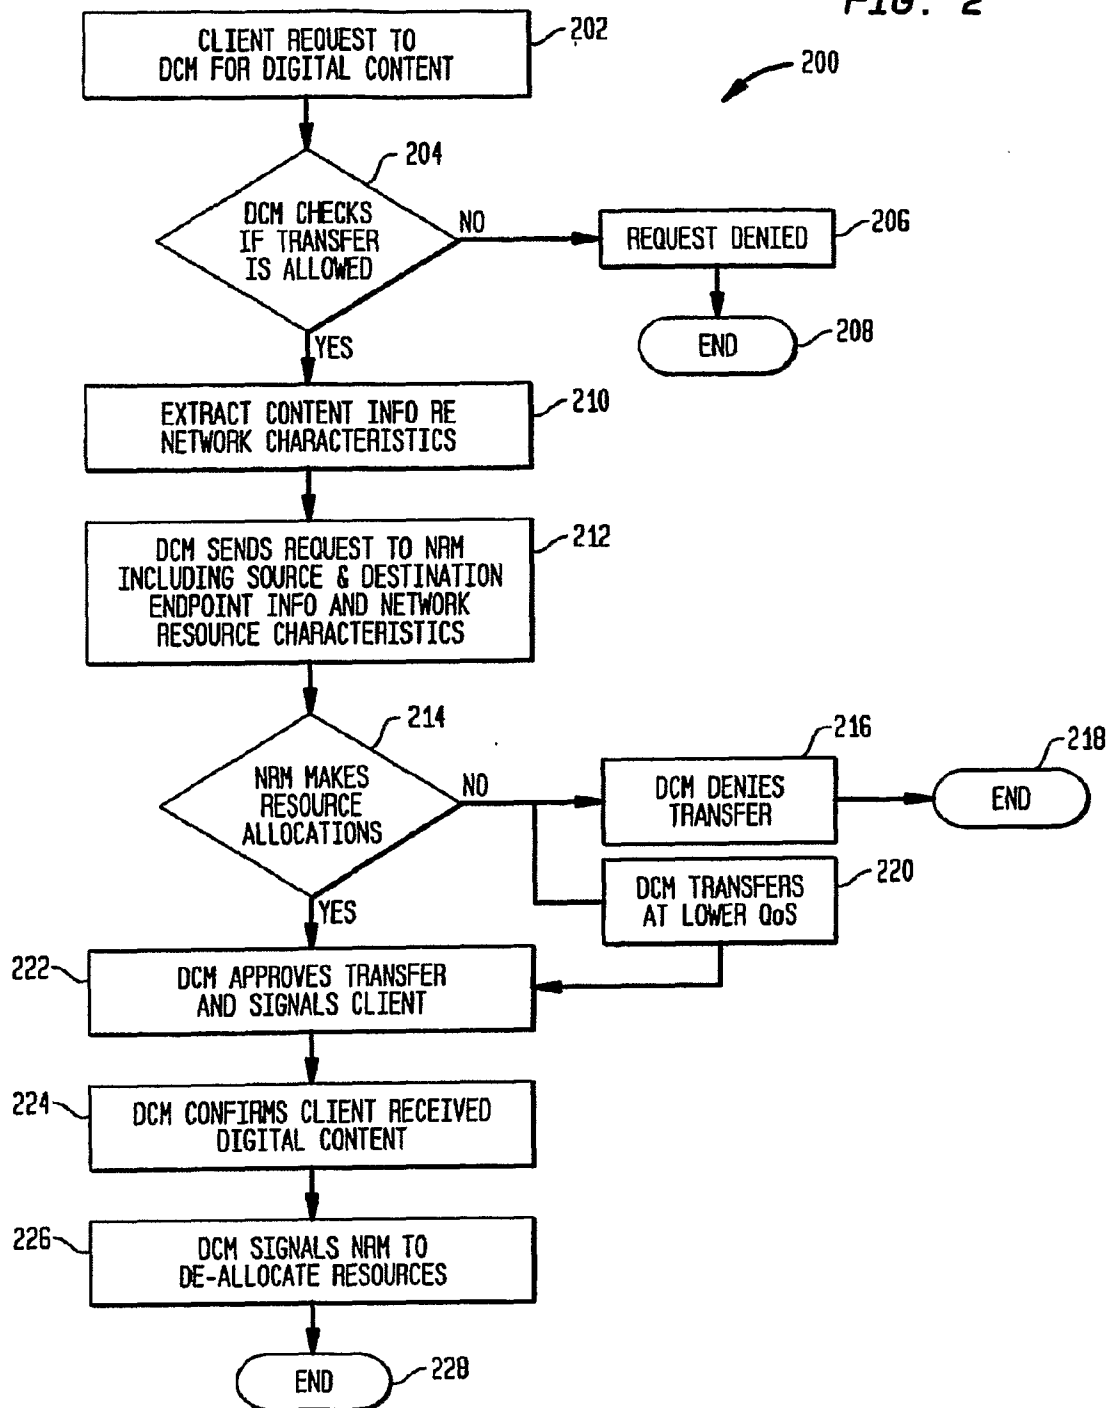 FIG. 2
CLIENT REQUEST TO
DCM FOR DIGITAL CONTENT
202
200
204
DCM CHECKS
IF TRANSFER
IS ALLOWED
NO
REQUEST DENIED
206
END
208
YES
EXTRACT CONTENT INFO RE
NETWORK CHARACTERISTICS
210
DCM SENDS REQUEST TO NRM
INCLUDING SOURCE & DESTINATION
ENDPOINT INFO AND NETWORK
RESOURCE CHARACTERISTICS
212
214
NRM MAKES
RESOURCE
ALLOCATIONS
NO
216
DCM DENIES
TRANSFER
218
END
220
DCM TRANSFERS
AT LOWER QoS
YES
222
DCM APPROVES TRANSFER
AND SIGNALS CLIENT
224
DCM CONFIRMS CLIENT RECEIVED
DIGITAL CONTENT
226
DCM SIGNALS NRM TO
DE-ALLOCATE RESOURCES
END
228